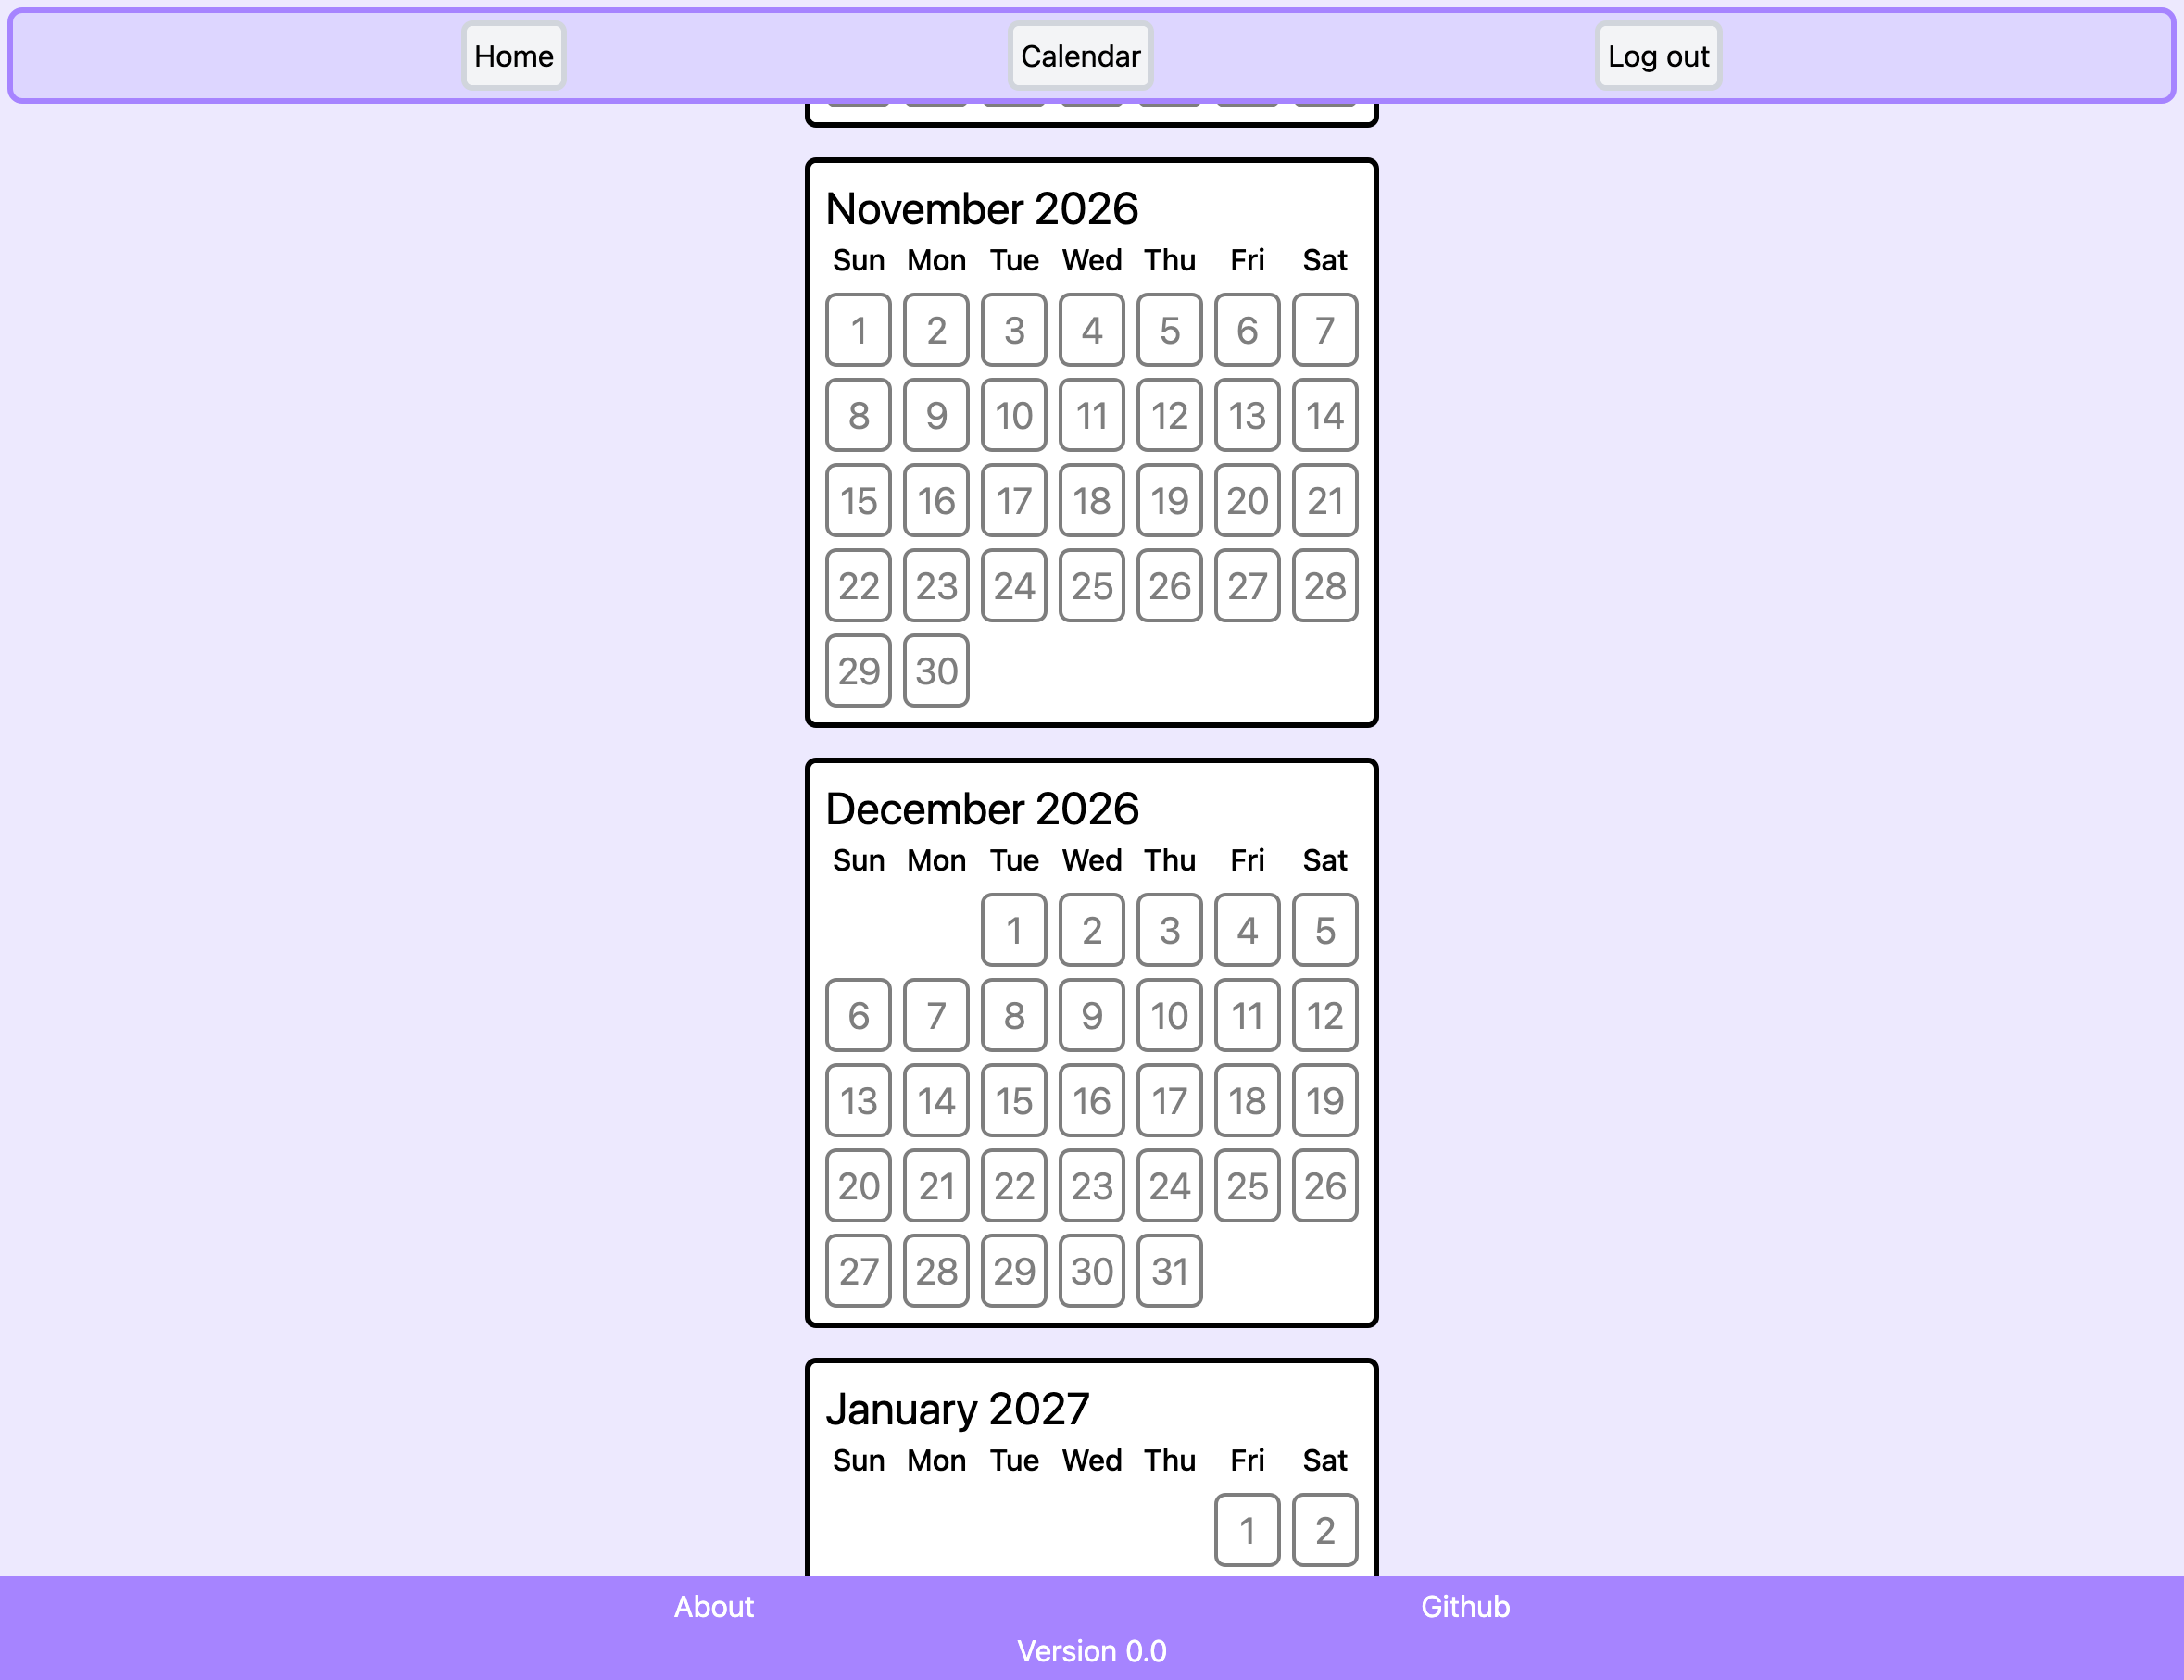 Home Calendar Log out
November 2026
Sun Mon Tue Wed Thu Fri Sat
1 2 3 4 5 6 7
8 9 10 11 12 13 14
15 16 17 18 19 20 21
22 23 24 25 26 27 28
29 30
December 2026
Sun Mon Tue Wed Thu Fri Sat
1 2 3 4 5
6 7 8 9 10 11 12
13 14 15 16 17 18 19
20 21 22 23 24 25 26
27 28 29 30 31
January 2027
Sun Mon Tue Wed Thu Fri Sat
1 2
About Github
Version 0.0